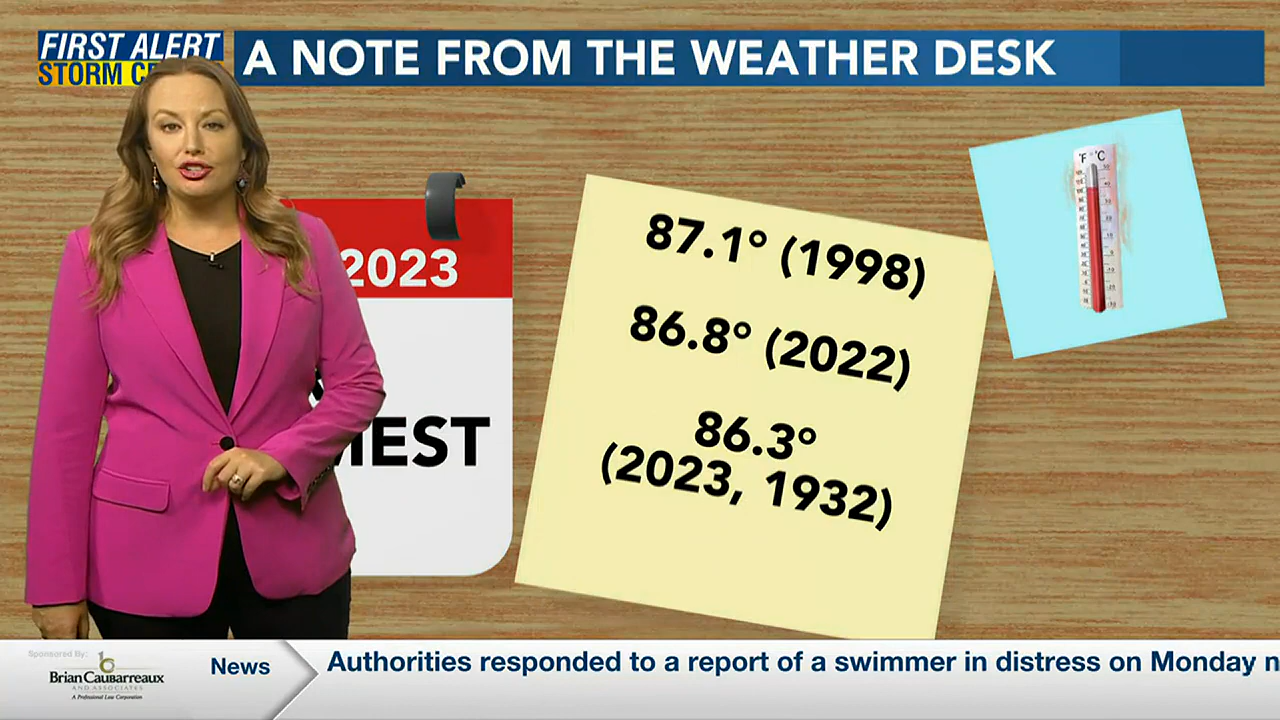 FIRST ALERT
STORM
A NOTE FROM THE WEATHER DESK
2023
EST
87.1° (1998)
86.8° (2022)
86.3°
(2023, 1932)
°F °C
Sponsored By:
Brian Caubarreaux
AND ASSOCIATES
A Professional Law Corporation
News
Authorities responded to a report of a swimmer in distress on Monday n